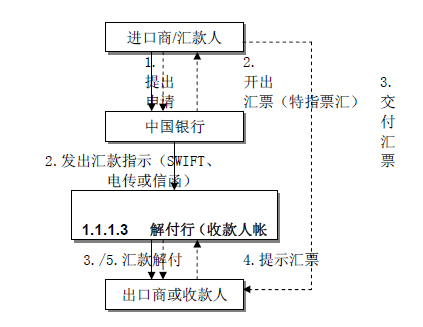 进口商/汇款人
1.
提出
申请
2.
开出
汇票（特指票汇）
3.
交
付
汇
票
中国银行
2.发出汇款指示（SWIFT、
电传或信函）
1.1.1.3 解付行（收款人帐
3./5.汇款解付
4.提示汇票
出口商或收款人